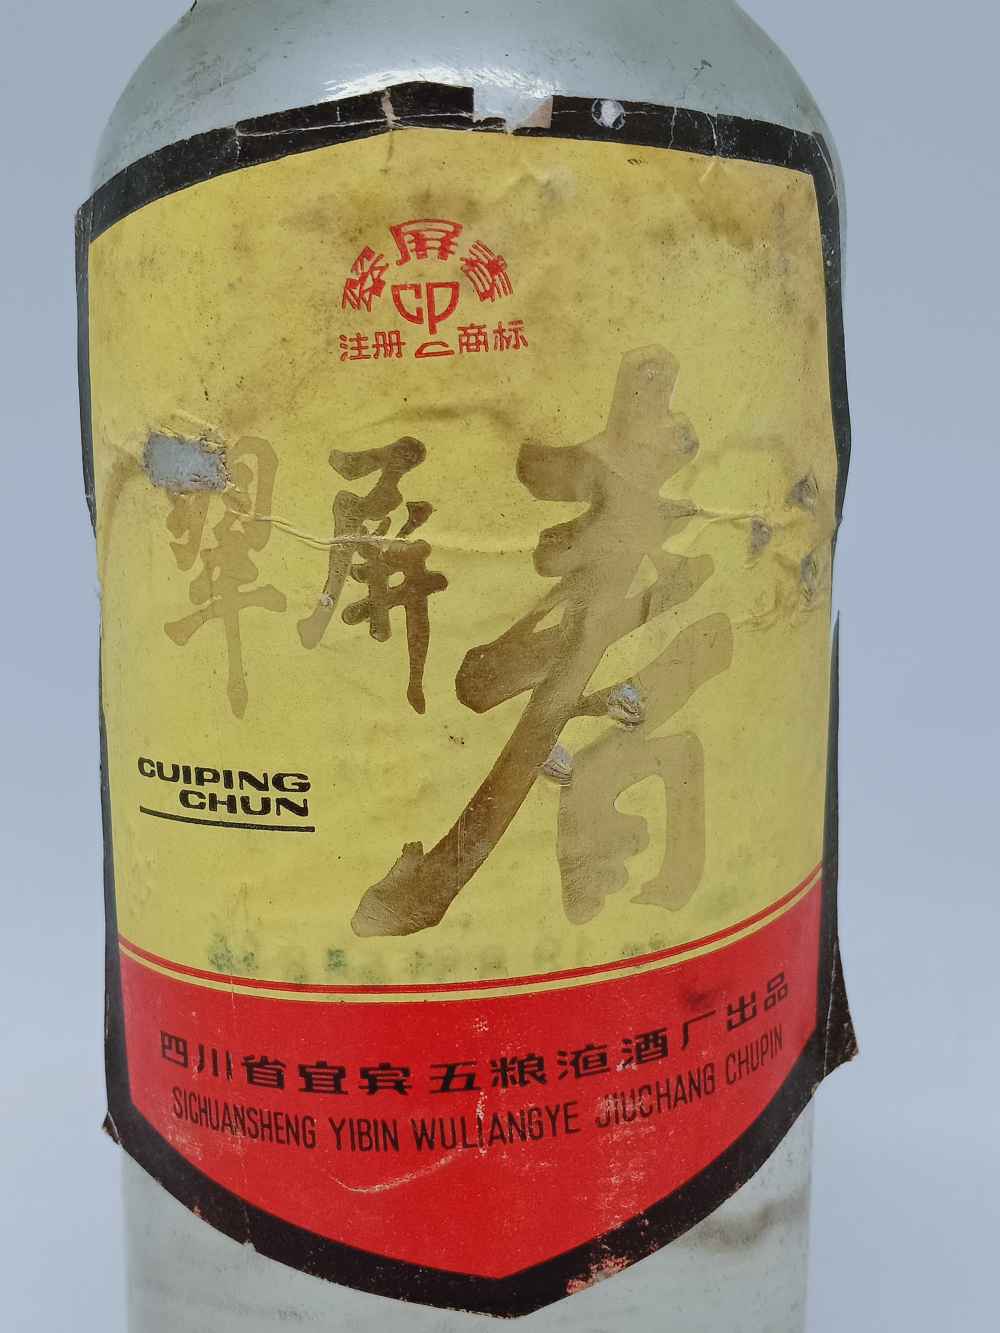 翠屏春
CP
注册 商标
翠屏春
CUIPING
CHUN
四川省宜宾五粮液酒厂出品
SICHUANSHENG YIBIN WULIANGYE JIUCHANG CHUPIN